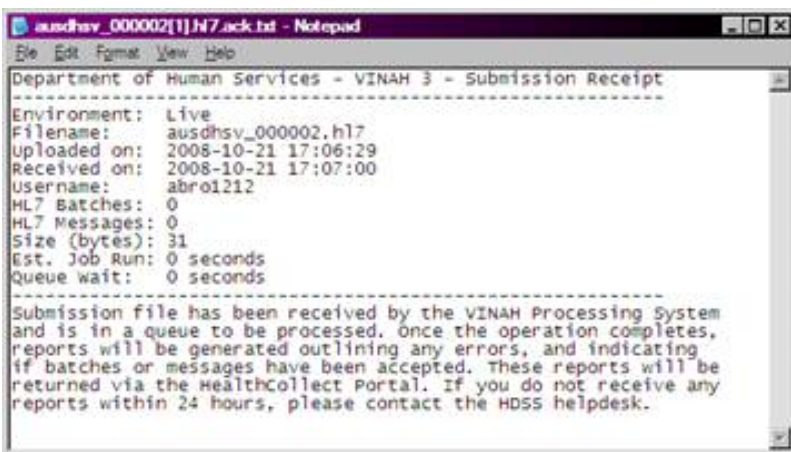 ausdhsv_000002[1].hl7.ack.txt - Notepad
File Edit Format View Help
Department of Human Services - VINAH 3 - Submission Receipt
----------------------------------------------------------------
Environment: Live
Filename: ausdhsv_000002.hl7
Uploaded on: 2008-10-21 17:06:29
Received on: 2008-10-21 17:07:00
Username: abro1212
HL7 Batches: 0
HL7 Messages: 0
Size (bytes): 31
Est. Job Run: 0 seconds
Queue Wait: 0 seconds
----------------------------------------------------------------
Submission file has been received by the VINAH Processing System
and is in a queue to be processed. Once the operation completes,
reports will be generated outlining any errors, and indicating
if batches or messages have been accepted. These reports will be
returned via the HealthCollect Portal. If you do not receive any
reports within 24 hours, please contact the HDSS helpdesk.